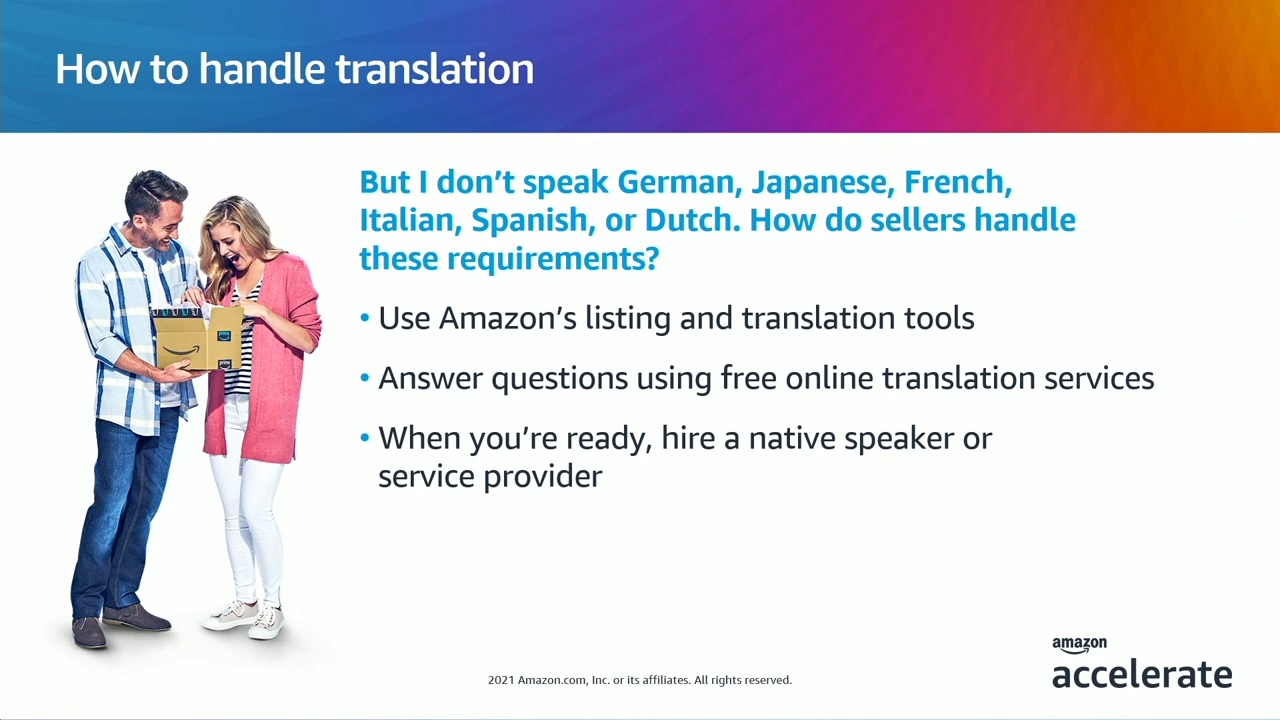 How to handle translation
But I don’t speak German, Japanese, French,
Italian, Spanish, or Dutch. How do sellers handle
these requirements?
• Use Amazon’s listing and translation tools
• Answer questions using free online translation services
• When you’re ready, hire a native speaker or
service provider
2021 Amazon.com, Inc. or its affiliates. All rights reserved.
amazon
accelerate